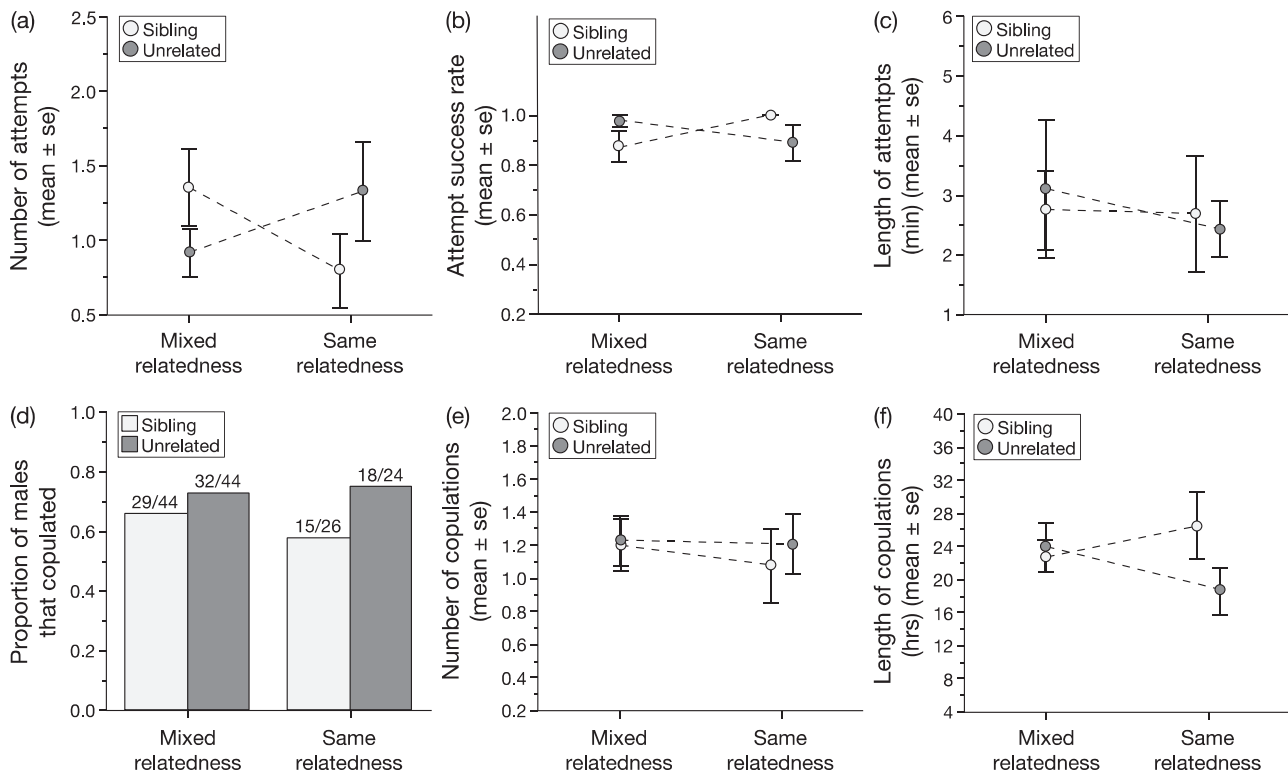 (a)
Number of attempts
(mean ± se)
2.5
2.0
1.5
1.0
0.5
Sibling
Unrelated
Mixed
relatedness
Same
relatedness
(b)
Attempt success rate
(mean ± se)
1.0
0.8
0.6
0.4
0.2
Sibling
Unrelated
Mixed
relatedness
Same
relatedness
(c)
Length of attemtpts
(min) (mean ± se)
6
5
4
3
2
1
Sibling
Unrelated
Mixed
relatedness
Same
relatedness
(d)
Proportion of males
that copulated
1.0
0.8
0.6
0.4
0.2
0.0
Sibling
Unrelated
29/44
32/44
15/26
18/24
Mixed
relatedness
Same
relatedness
(e)
Number of copulations
(mean ± se)
2.0
1.8
1.6
1.4
1.2
1.0
0.8
0.6
0.4
0.2
Sibling
Unrelated
Mixed
relatedness
Same
relatedness
(f)
Length of copulations
(hrs) (mean ± se)
40
36
32
28
24
20
16
12
8
4
Sibling
Unrelated
Mixed
relatedness
Same
relatedness